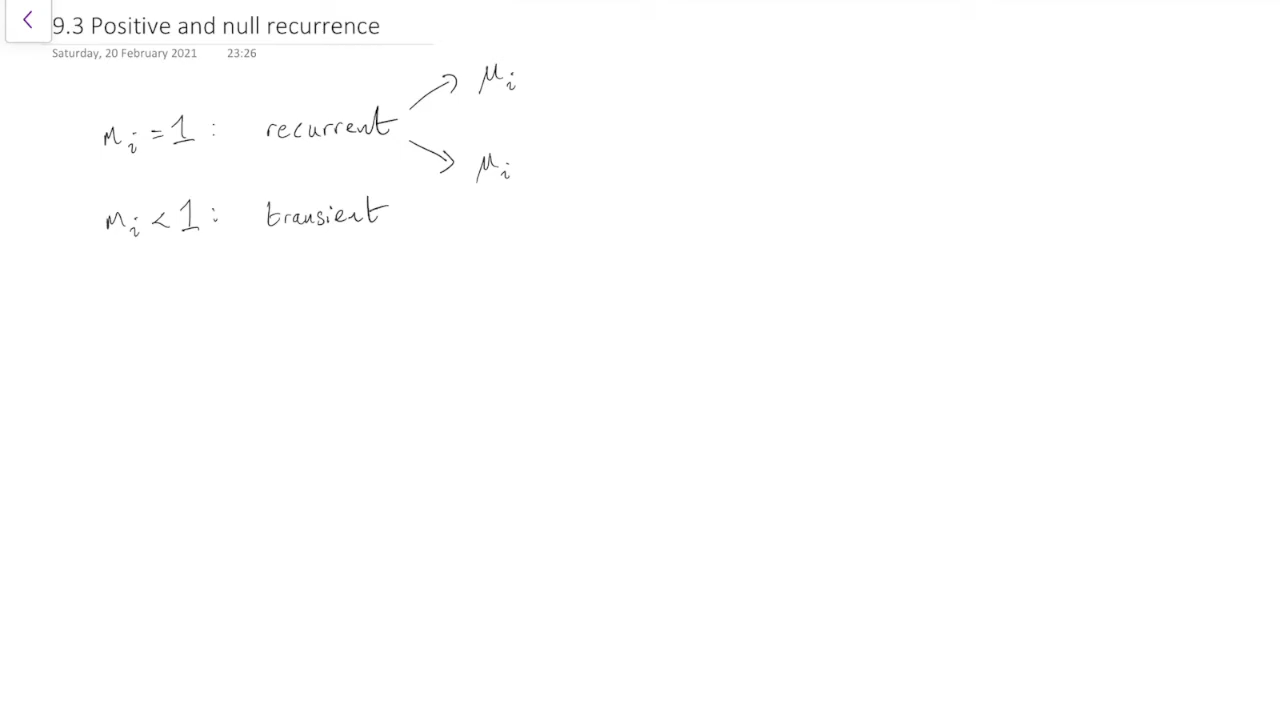 9.3 Positive and null recurrence
Saturday, 20 February 2021 23:26
μi
mi = 1 : recurrent
μi
mi < 1 : transient